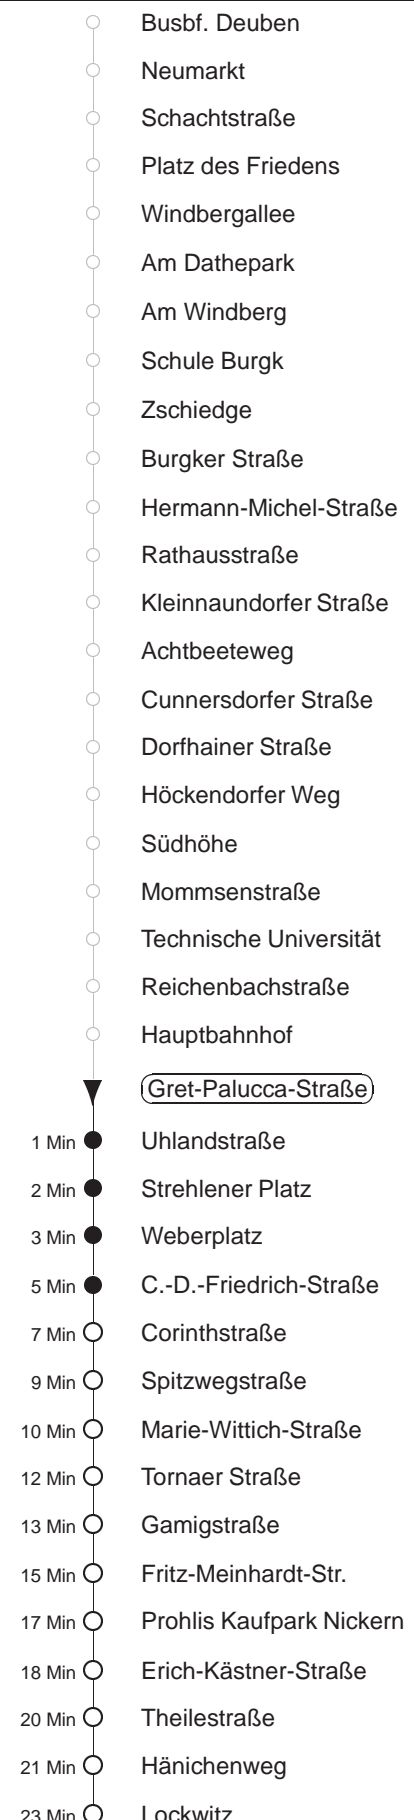 Busbf. Deuben
Neumarkt
Schachtstraße
Platz des Friedens
Windbergallee
Am Dathepark
Am Windberg
Schule Burgk
Zschiedge
Burgker Straße
Hermann-Michel-Straße
Rathausstraße
Kleinnaundorfer Straße
Achtbeeteweg
Cunnersdorfer Straße
Dorfhainer Straße
Höckendorfer Weg
Südhöhe
Mommsenstraße
Technische Universität
Reichenbachstraße
Hauptbahnhof
Gret-Palucca-Straße
1 Min Uhlandstraße
2 Min Strehlener Platz
3 Min Weberplatz
5 Min C.-D.-Friedrich-Straße
7 Min Corinthstraße
9 Min Spitzwegstraße
10 Min Marie-Wittich-Straße
12 Min Tornaer Straße
13 Min Gamigstraße
15 Min Fritz-Meinhardt-Str.
17 Min Prohlis Kaufpark Nickern
18 Min Erich-Kästner-Straße
20 Min Theilestraße
21 Min Hänichenweg
23 Min Lockwitz